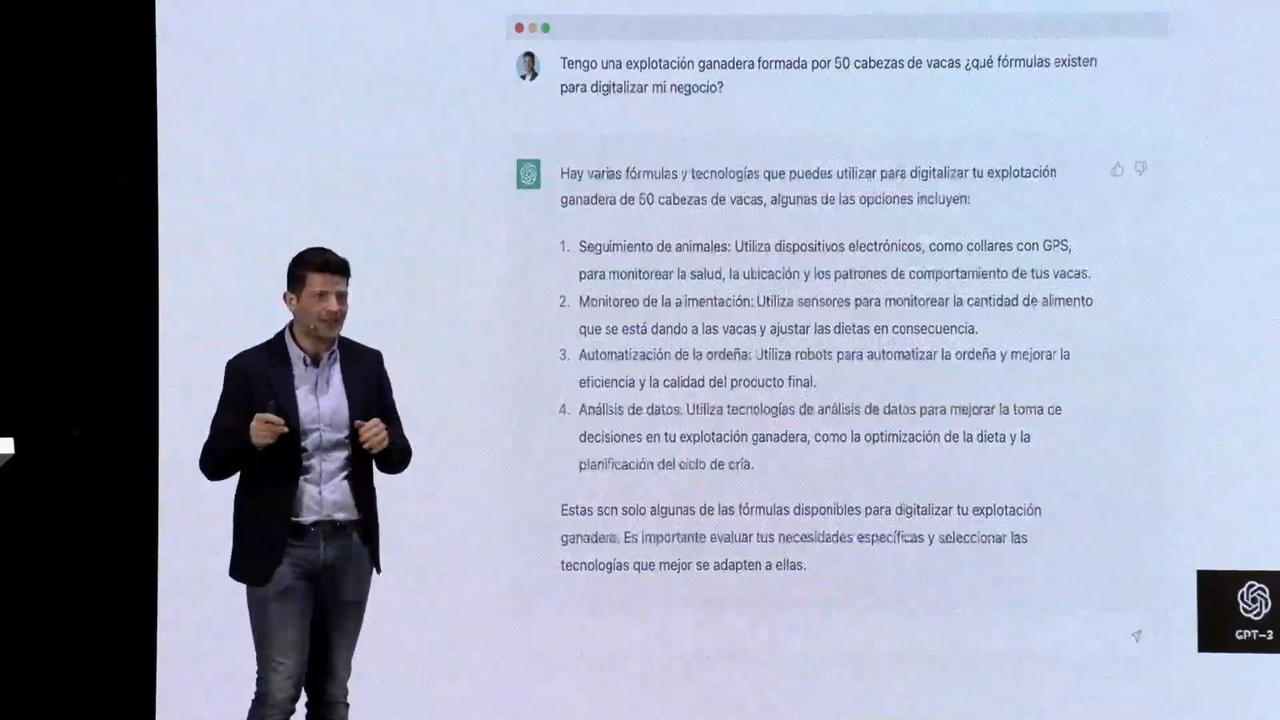 Tengo una explotación ganadera formada por 50 cabezas de vacas ¿qué fórmulas existen
para digitalizar mi negocio?
Hay varias fórmulas y tecnologías que puedes utilizar para digitalizar tu explotación
ganadera de 50 cabezas de vacas, algunas de las opciones incluyen:
1. Seguimiento de animales: Utiliza dispositivos electrónicos, como collares con GPS,
para monitorear la salud, la ubicación y los patrones de comportamiento de tus vacas.
2. Monitoreo de la alimentación: Utiliza sensores para monitorear la cantidad de alimento
que se está dando a las vacas y ajustar las dietas en consecuencia.
3. Automatización de la ordeña: Utiliza robots para automatizar la ordeña y mejorar la
eficiencia y la calidad del producto final.
4. Análisis de datos: Utiliza tecnologías de análisis de datos para mejorar la toma de
decisiones en tu explotación ganadera, como la optimización de la dieta y la
planificación del ciclo de cría.
Estas son solo algunas de las fórmulas disponibles para digitalizar tu explotación
ganadera. Es importante evaluar tus necesidades específicas y seleccionar las
tecnologías que mejor se adapten a ellas.
GPT-3